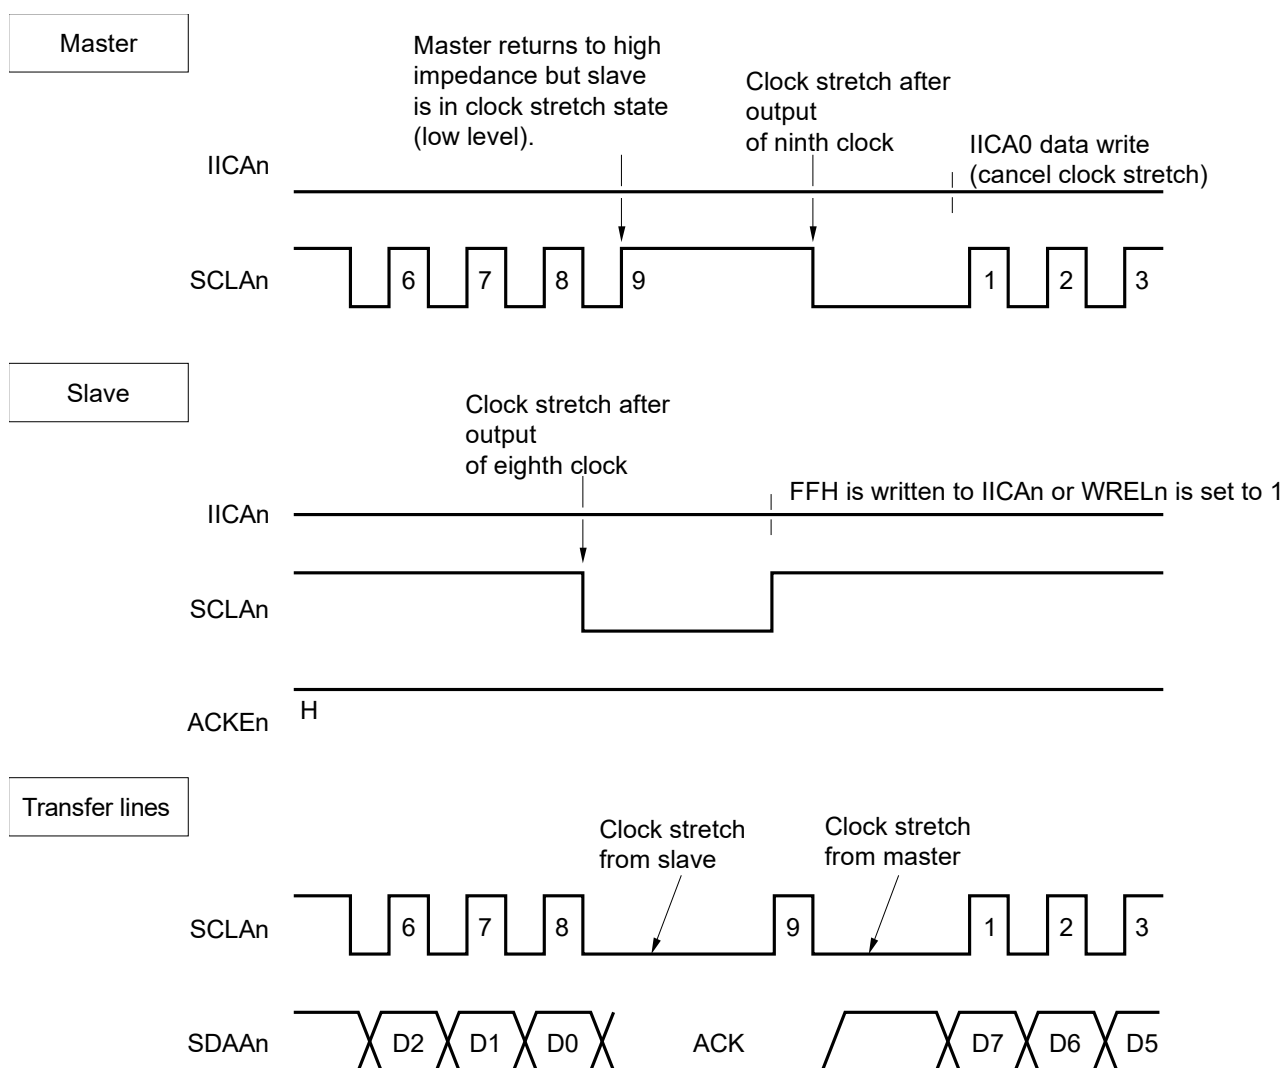 Master
Master returns to high
impedance but slave
is in clock stretch state
(low level).
Clock stretch after
output
of ninth clock
IICA0 data write
(cancel clock stretch)
IICAn
SCLAn
6 7 8 9 1 2 3
Slave
Clock stretch after
output
of eighth clock
FFH is written to IICAn or WRELn is set to 1
IICAn
SCLAn
H
ACKEn
Transfer lines
Clock stretch
from slave
Clock stretch
from master
SCLAn
6 7 8 9 1 2 3
SDAAn
D2 D1 D0 ACK D7 D6 D5